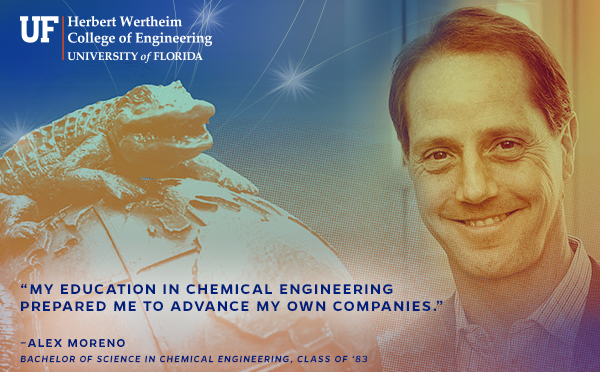 UF Herbert Wertheim
College of Engineering
UNIVERSITY of FLORIDA
“MY EDUCATION IN CHEMICAL ENGINEERING
PREPARED ME TO ADVANCE MY OWN COMPANIES.”
–ALEX MORENO
BACHELOR OF SCIENCE IN CHEMICAL ENGINEERING, CLASS OF ‘83